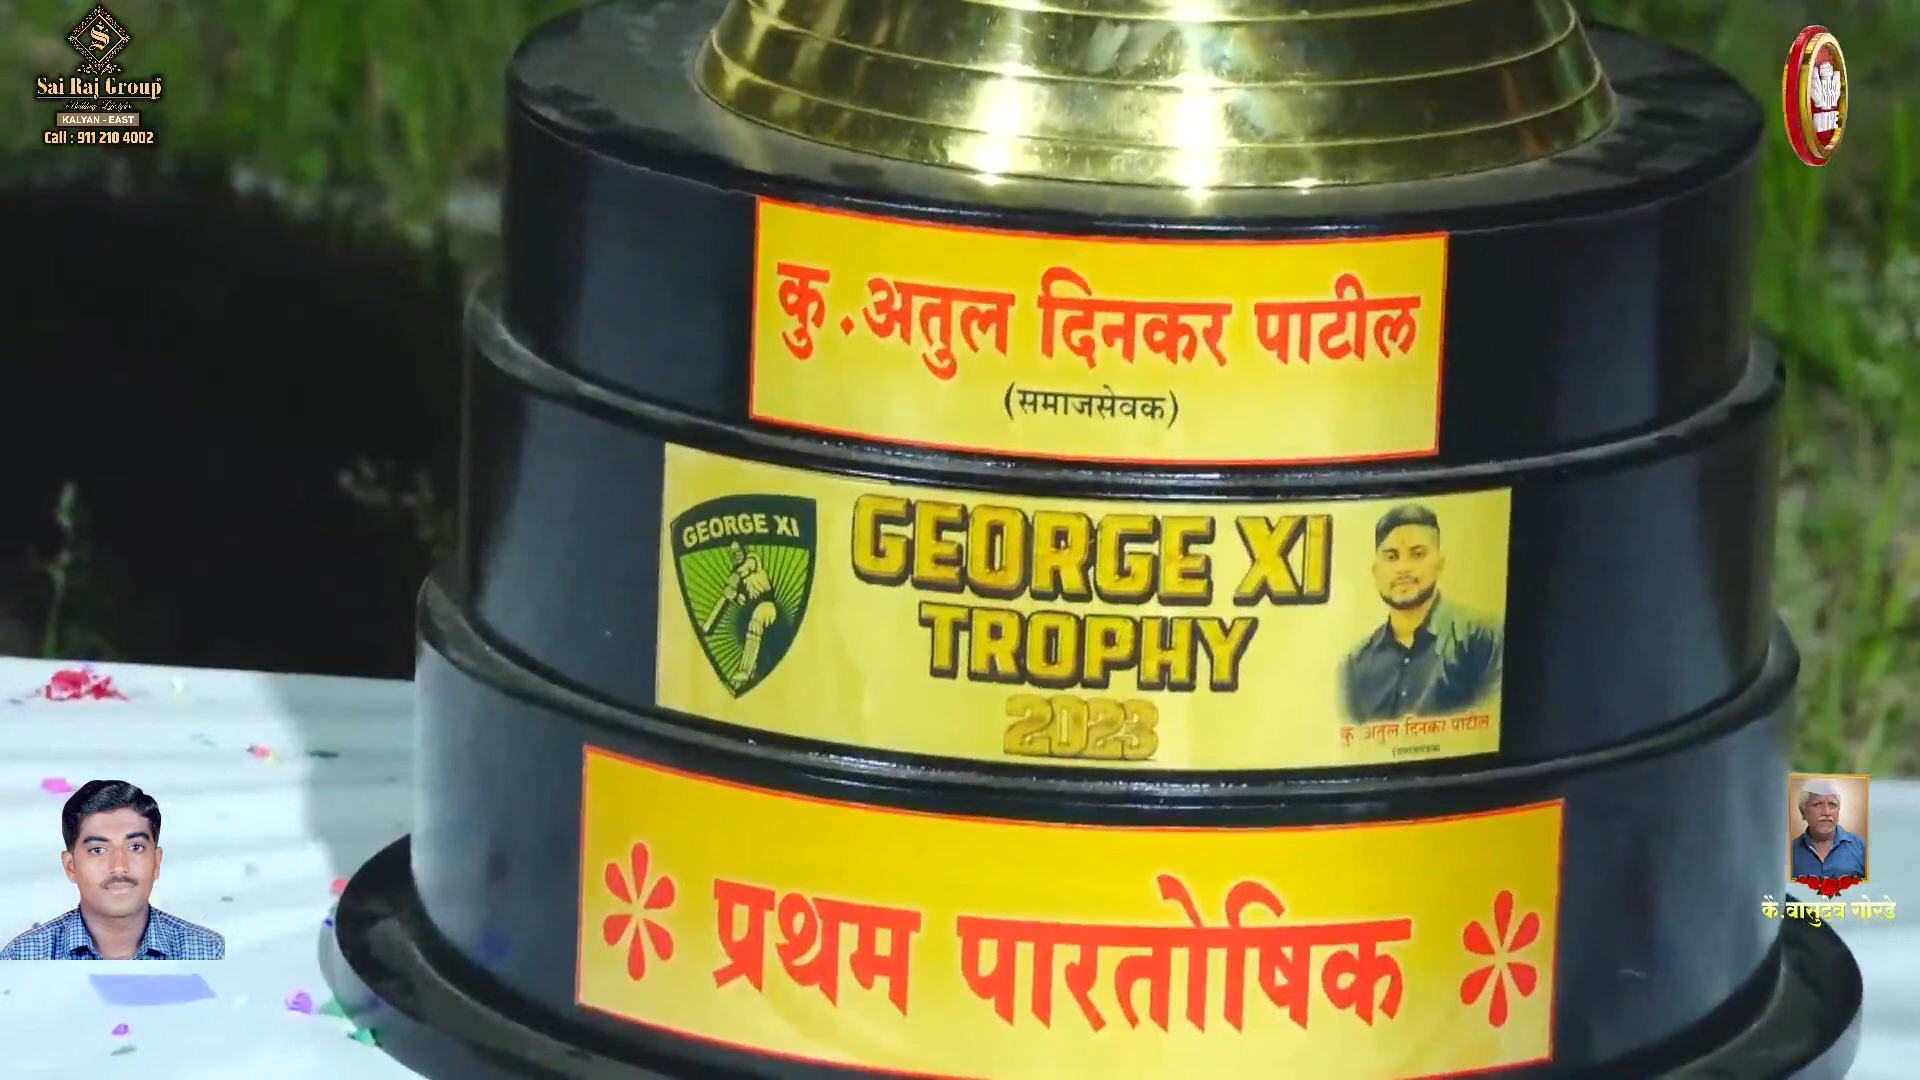 Sai Raj Group
KALYAN - EAST
Call : 911 210 4002
LIVE
कु.अतुल दिनकर पाटील
(समाजसेवक)
GEORGE XI
GEORGE XI
TROPHY
2023
कु. अतुल दिनकर पाटील
प्रथम पारतोषिक
कै.वासुदेव गोरडे